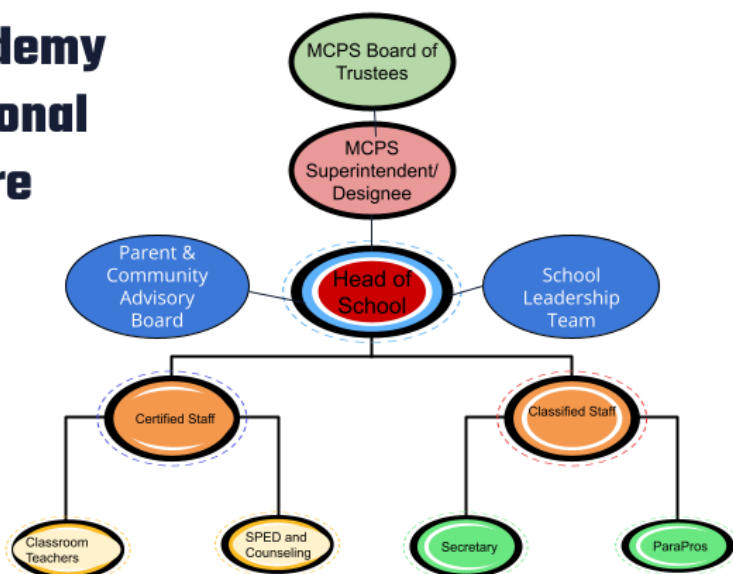 demy
onal
re
MCPS Board of
Trustees
MCPS
Superintendent/
Designee
Parent &
Community
Advisory
Board
Head of
School
School
Leadership
Team
Certified Staff
Classified Staff
Classroom
Teachers
SPED and
Counseling
Secretary
ParaPros